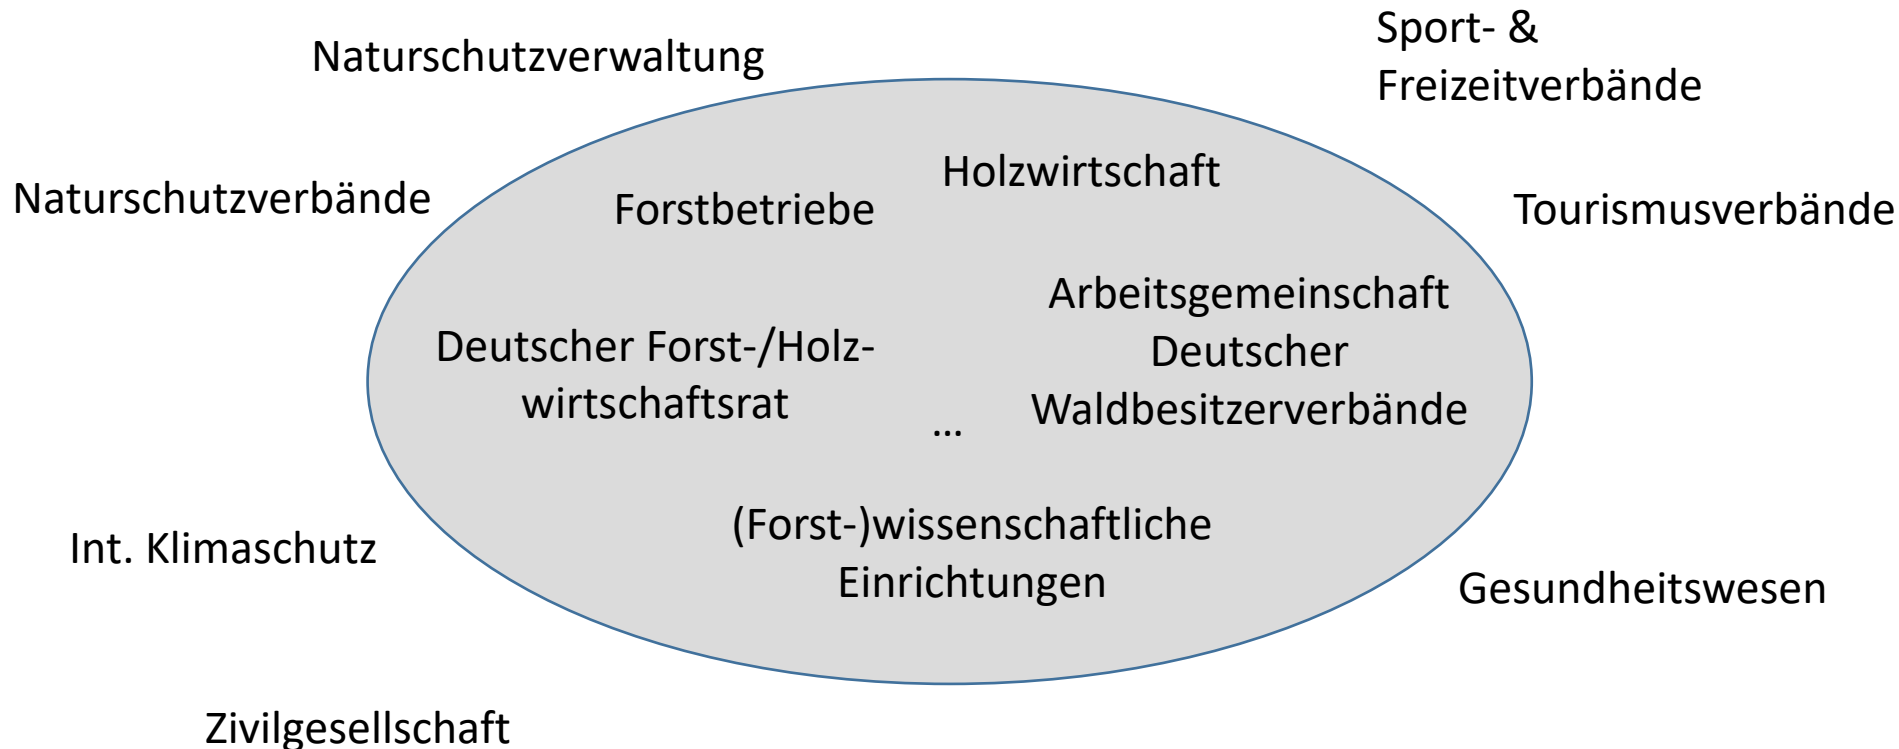 Sport- &
Freizeitverbände
Naturschutzverwaltung
Holzwirtschaft
Naturschutzverbände
Forstbetriebe
Tourismusverbände
Arbeitsgemeinschaft
Deutscher
Waldbesitzerverbände
Deutscher Forst-/Holz-
wirtschaftsrat
...
(Forst-)wissenschaftliche
Einrichtungen
Int. Klimaschutz
Gesundheitswesen
Zivilgesellschaft